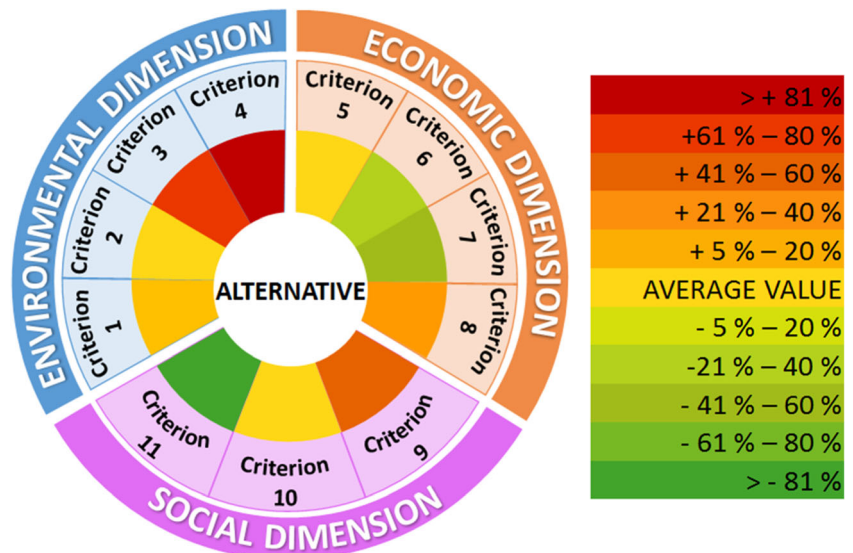 ENVIRONMENTAL DIMENSION
ECONOMIC DIMENSION
SOCIAL DIMENSION
Criterion
1
Criterion
2
Criterion
3
Criterion
4
Criterion
5
Criterion
6
Criterion
7
Criterion
8
Criterion
9
Criterion
10
Criterion
11
ALTERNATIVE
> + 81 %
+61 % – 80 %
+ 41 % – 60 %
+ 21 % – 40 %
+ 5 % – 20 %
AVERAGE VALUE
- 5 % – 20 %
-21 % – 40 %
- 41 % – 60 %
- 61 % – 80 %
> - 81 %